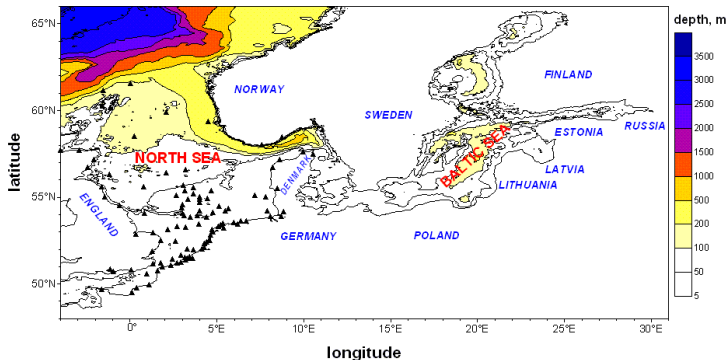 depth, m
65°N
60°N
55°N
50°N
latitude
NORWAY
FINLAND
SWEDEN
ESTONIA
RUSSIA
NORTH SEA
BALTIC SEA
LATVIA
LITHUANIA
DENMARK
ENGLAND
GERMANY
POLAND
3500
3000
2500
2000
1500
1000
500
200
100
50
5
0°
5°E
10°E
15°E
20°E
25°E
30°E
longitude